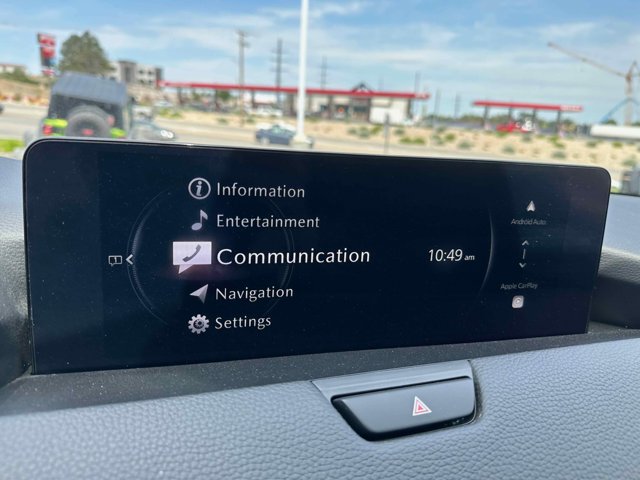 Information
Entertainment
Communication
10:49 am
Navigation
Settings
Android Auto
Apple CarPlay